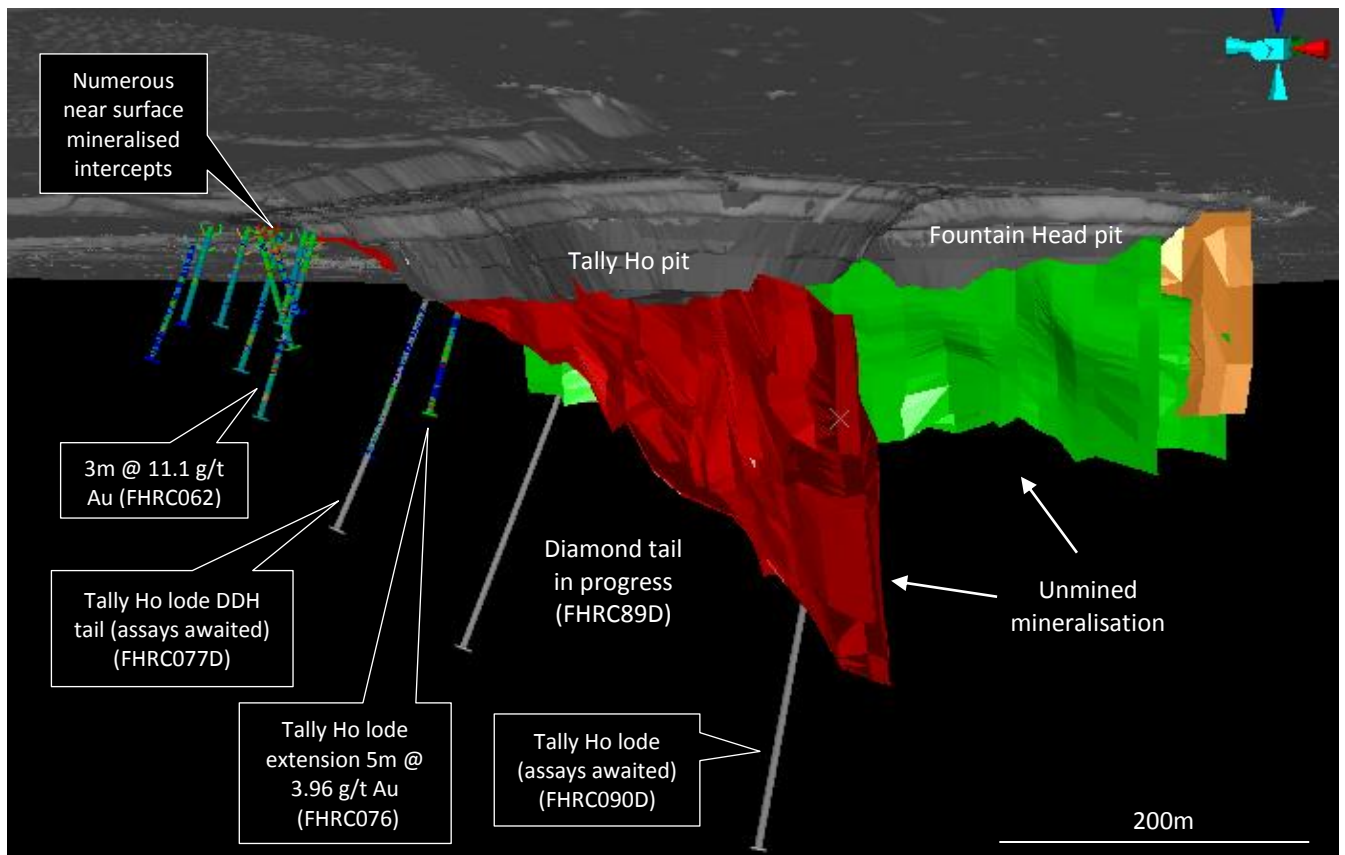 Numerous
near surface
mineralised
intercepts
Tally Ho pit
Fountain Head pit
3m @ 11.1 g/t
Au (FHRC062)
Tally Ho lode DDH
tail (assays awaited)
(FHRC077D)
Tally Ho lode
extension 5m @
3.96 g/t Au
(FHRC076)
Diamond tail
in progress
(FHRC89D)
Tally Ho lode
(assays awaited)
(FHRC090D)
Unmined
mineralisation
200m